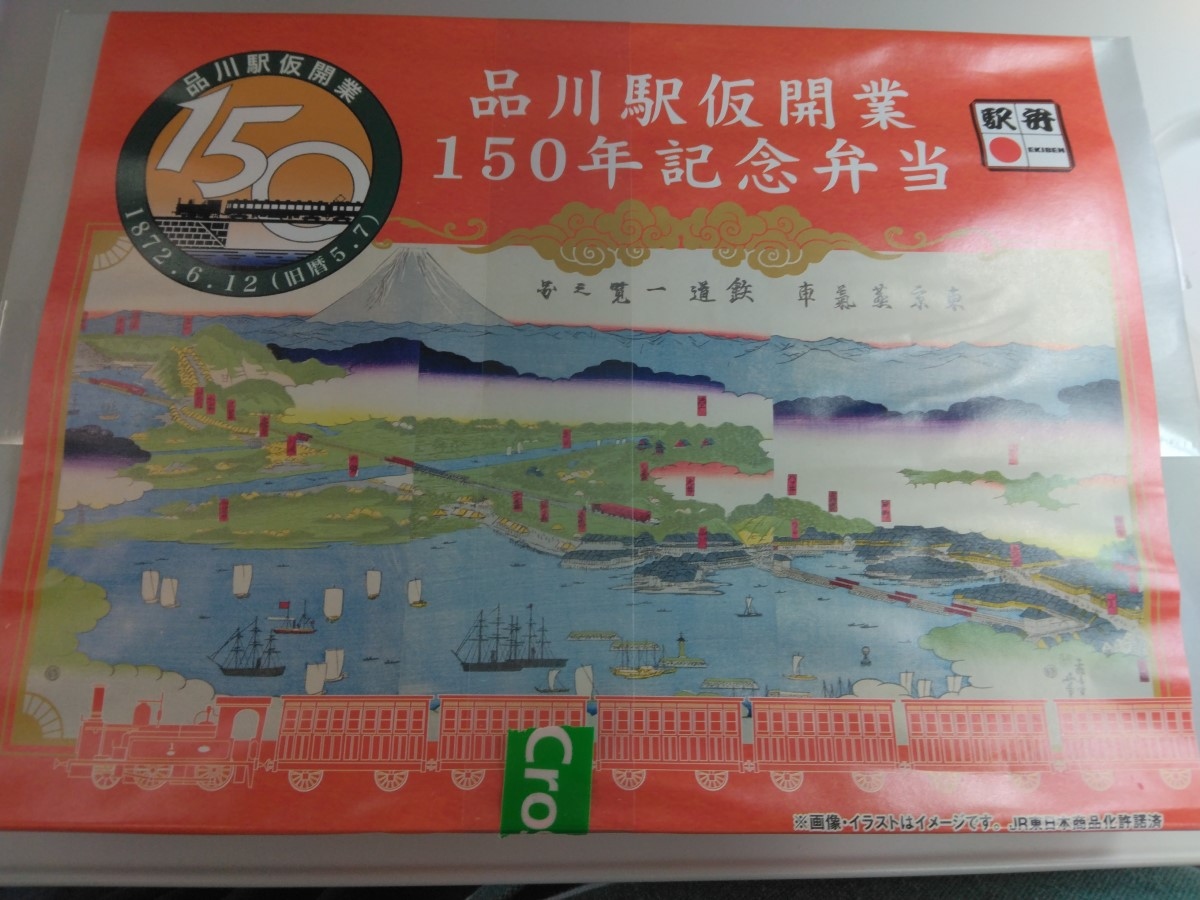 品川駅仮開業
150
1872.6.12(旧暦5.7)
品川駅仮開業
150年記念弁当
駅弁
EKIBEN
東京蒸氣車鉄道一覧之図
Cro
※画像・イラストはイメージです。JR東日本商品化許諾済